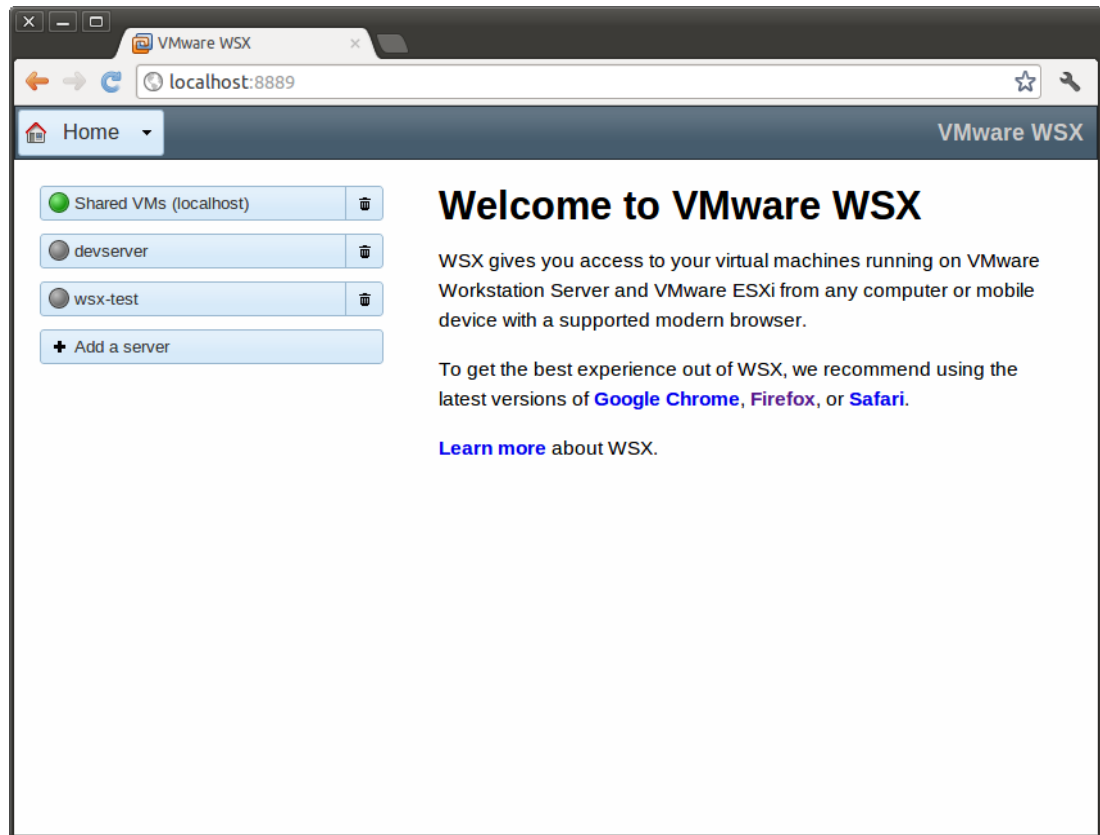 VMware WSX
localhost:8889
Home
VMware WSX
Shared VMs (localhost)
devserver
wsx-test
Add a server
Welcome to VMware WSX
WSX gives you access to your virtual machines running on VMware
Workstation Server and VMware ESXi from any computer or mobile
device with a supported modern browser.
To get the best experience out of WSX, we recommend using the
latest versions of Google Chrome, Firefox, or Safari.
Learn more about WSX.